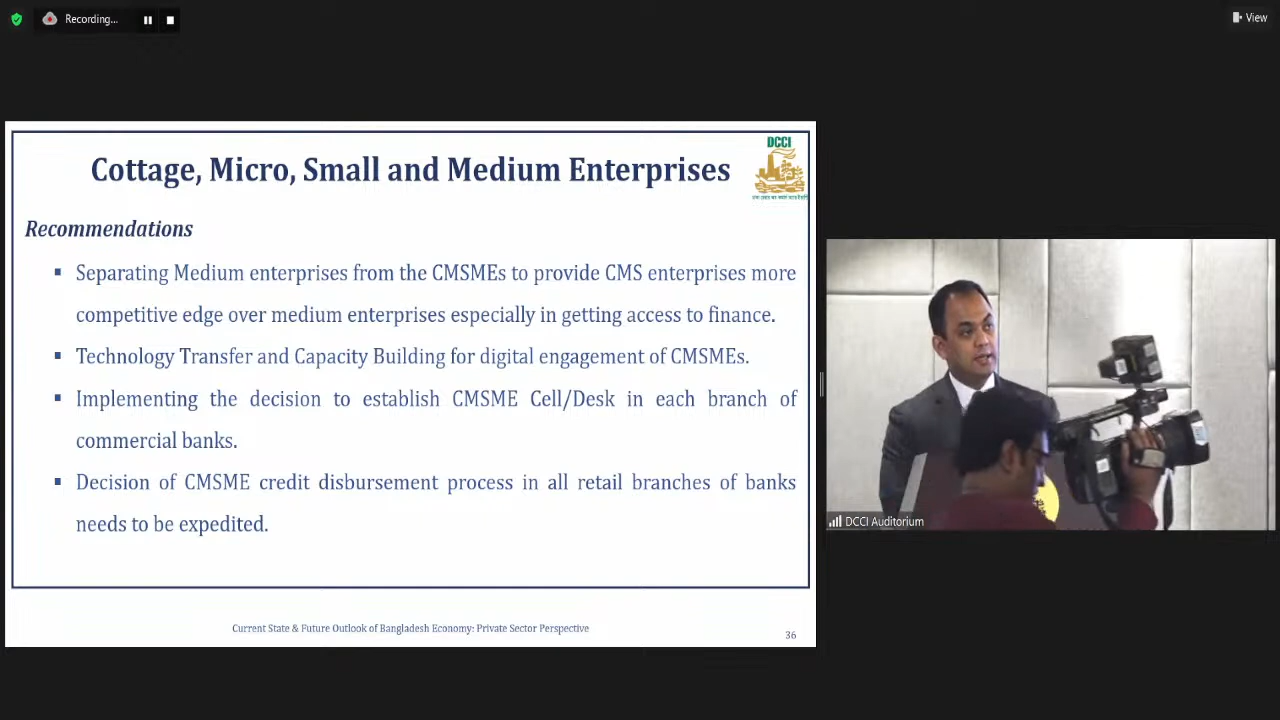 Recording...
View
DCCI
Cottage, Micro, Small and Medium Enterprises
Recommendations
▪ Separating Medium enterprises from the CMSMEs to provide CMS enterprises more
competitive edge over medium enterprises especially in getting access to finance.
▪ Technology Transfer and Capacity Building for digital engagement of CMSMEs.
▪ Implementing the decision to establish CMSME Cell/Desk in each branch of
commercial banks.
▪ Decision of CMSME credit disbursement process in all retail branches of banks
needs to be expedited.
Current State & Future Outlook of Bangladesh Economy: Private Sector Perspective
36
DCCI Auditorium